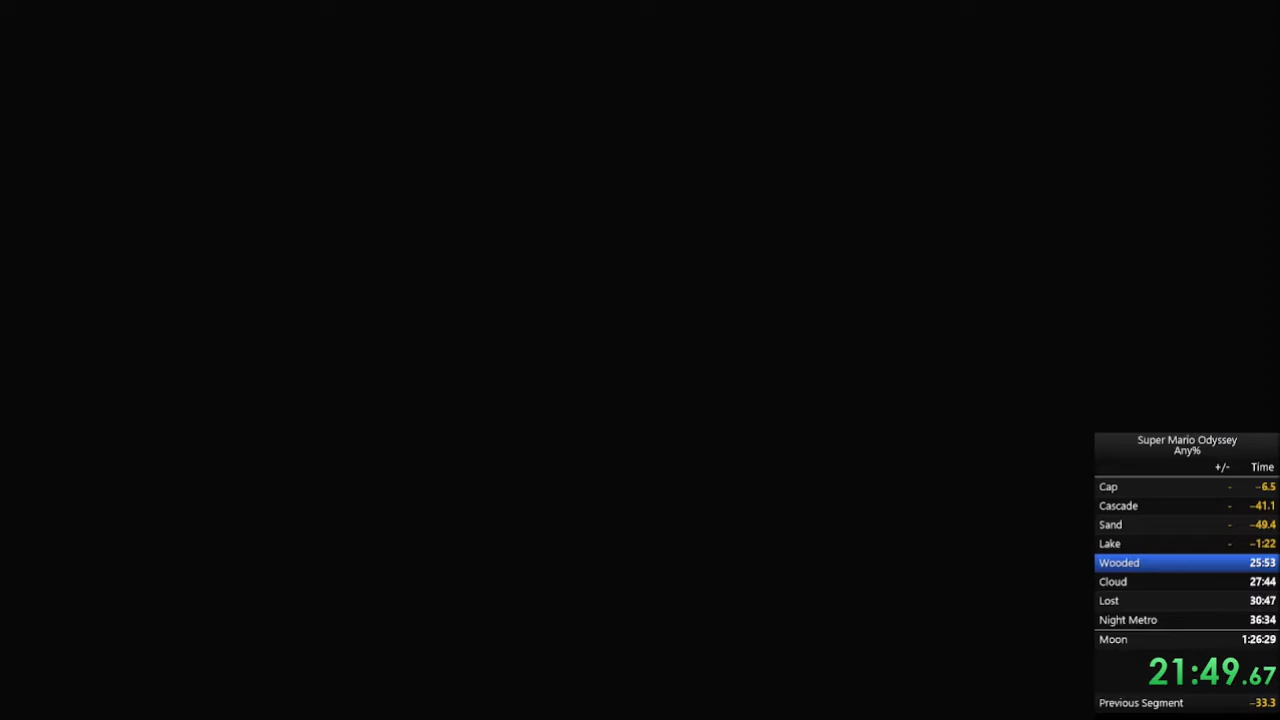 Super Mario Odyssey
Any%
+/- Time
Cap - −6.5
Cascade - −41.1
Sand - −49.4
Lake - −1:22
Wooded 25:53
Cloud 27:44
Lost 30:47
Night Metro 36:34
Moon 1:26:29
21:49.67
Previous Segment −33.3